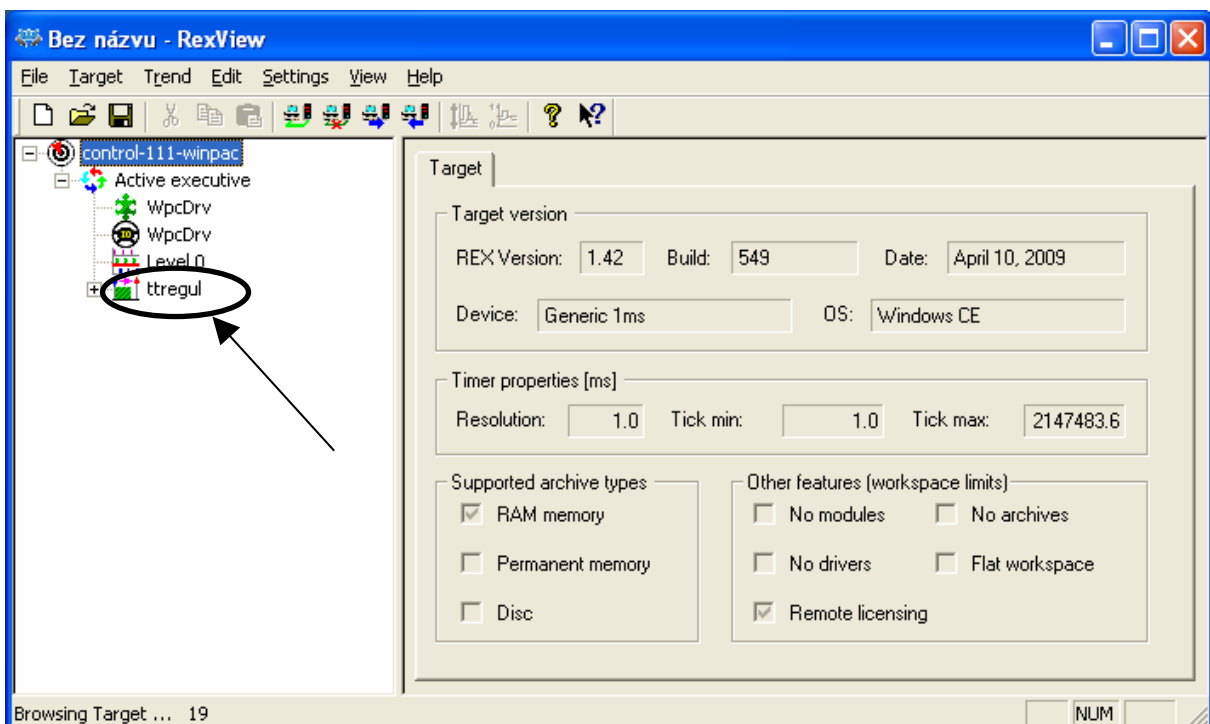 Bez názvu - RexView
File Target Trend Edit Settings View Help
control-111-winpac
Active executive
WpcDrv
WpcDrv
Level 0
ttregul
Target
Target version
REX Version: 1.42 Build: 549 Date: April 10, 2009
Device: Generic 1ms OS: Windows CE
Timer properties [ms]
Resolution: 1.0 Tick min: 1.0 Tick max: 2147483.6
Supported archive types
RAM memory
Permanent memory
Disc
Other features (workspace limits)
No modules No archives
No drivers Flat workspace
Remote licensing
Browsing Target ... 19
NUM